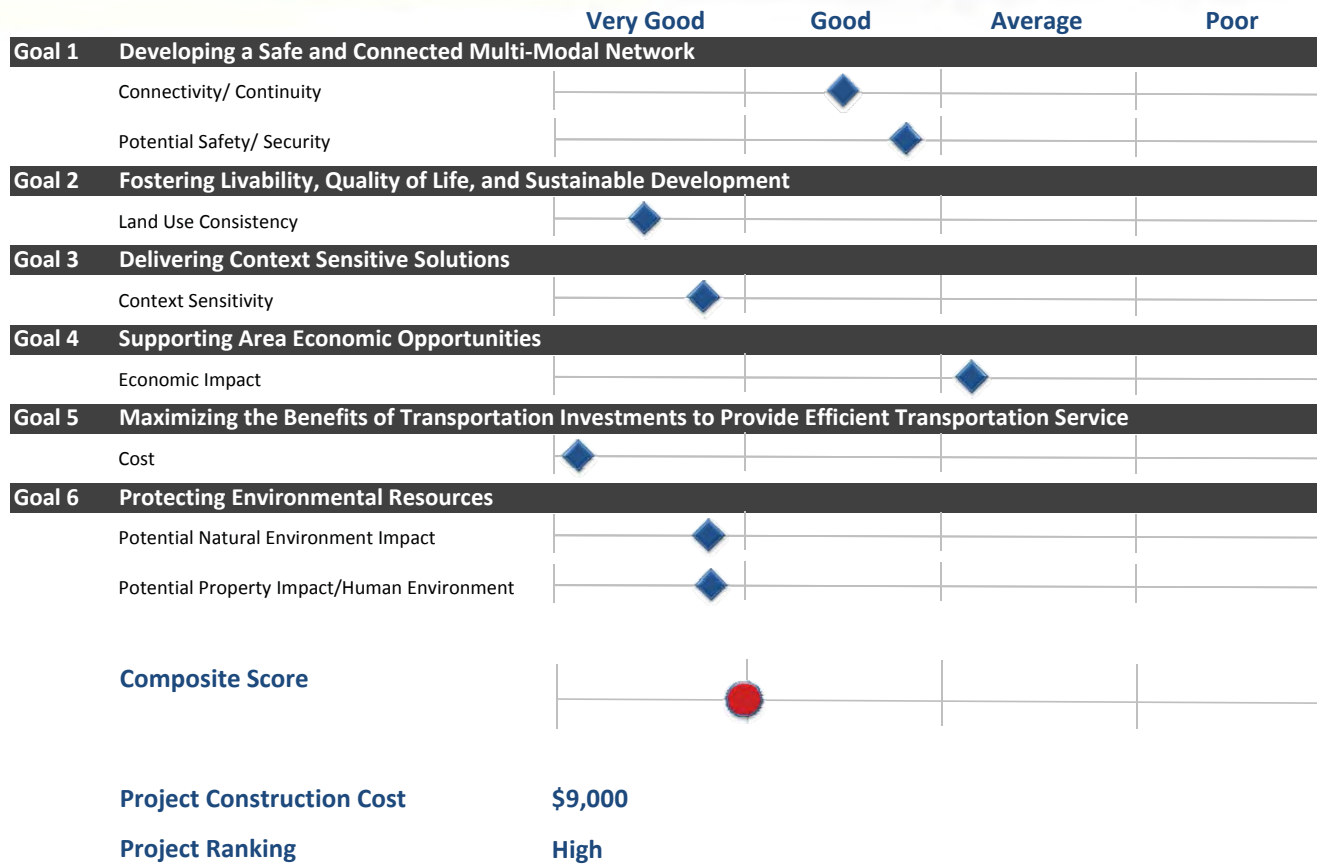 Very Good Good Average Poor
Goal 1 Developing a Safe and Connected Multi-Modal Network
Connectivity/ Continuity
Potential Safety/ Security
Goal 2 Fostering Livability, Quality of Life, and Sustainable Development
Land Use Consistency
Goal 3 Delivering Context Sensitive Solutions
Context Sensitivity
Goal 4 Supporting Area Economic Opportunities
Economic Impact
Goal 5 Maximizing the Benefits of Transportation Investments to Provide Efficient Transportation Service
Cost
Goal 6 Protecting Environmental Resources
Potential Natural Environment Impact
Potential Property Impact/Human Environment
Composite Score
Project Construction Cost $9,000
Project Ranking High